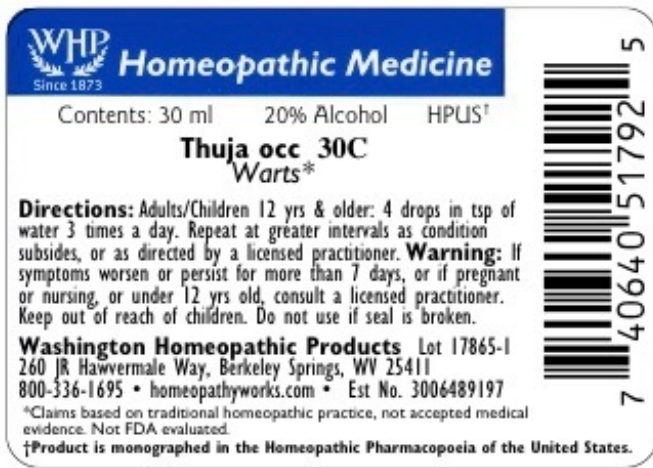 WHP
Since 1873
Homeopathic Medicine
Contents: 30 ml 20% Alcohol HPUS†
Thuja occ 30C
Warts*
Directions: Adults/Children 12 yrs & older: 4 drops in tsp of
water 3 times a day. Repeat at greater intervals as condition
subsides, or as directed by a licensed practitioner. Warning: If
symptoms worsen or persist for more than 7 days, or if pregnant
or nursing, or under 12 yrs old, consult a licensed practitioner.
Keep out of reach of children. Do not use if seal is broken.
Washington Homeopathic Products Lot 17865-1
260 JR Hawvermale Way, Berkeley Springs, WV 25411
800-336-1695 • homeopathyworks.com • Est No. 3006489197
*Claims based on traditional homeopathic practice, not accepted medical
evidence. Not FDA evaluated.
†Product is monographed in the Homeopathic Pharmacopoeia of the United States.
7 40640 51792 5